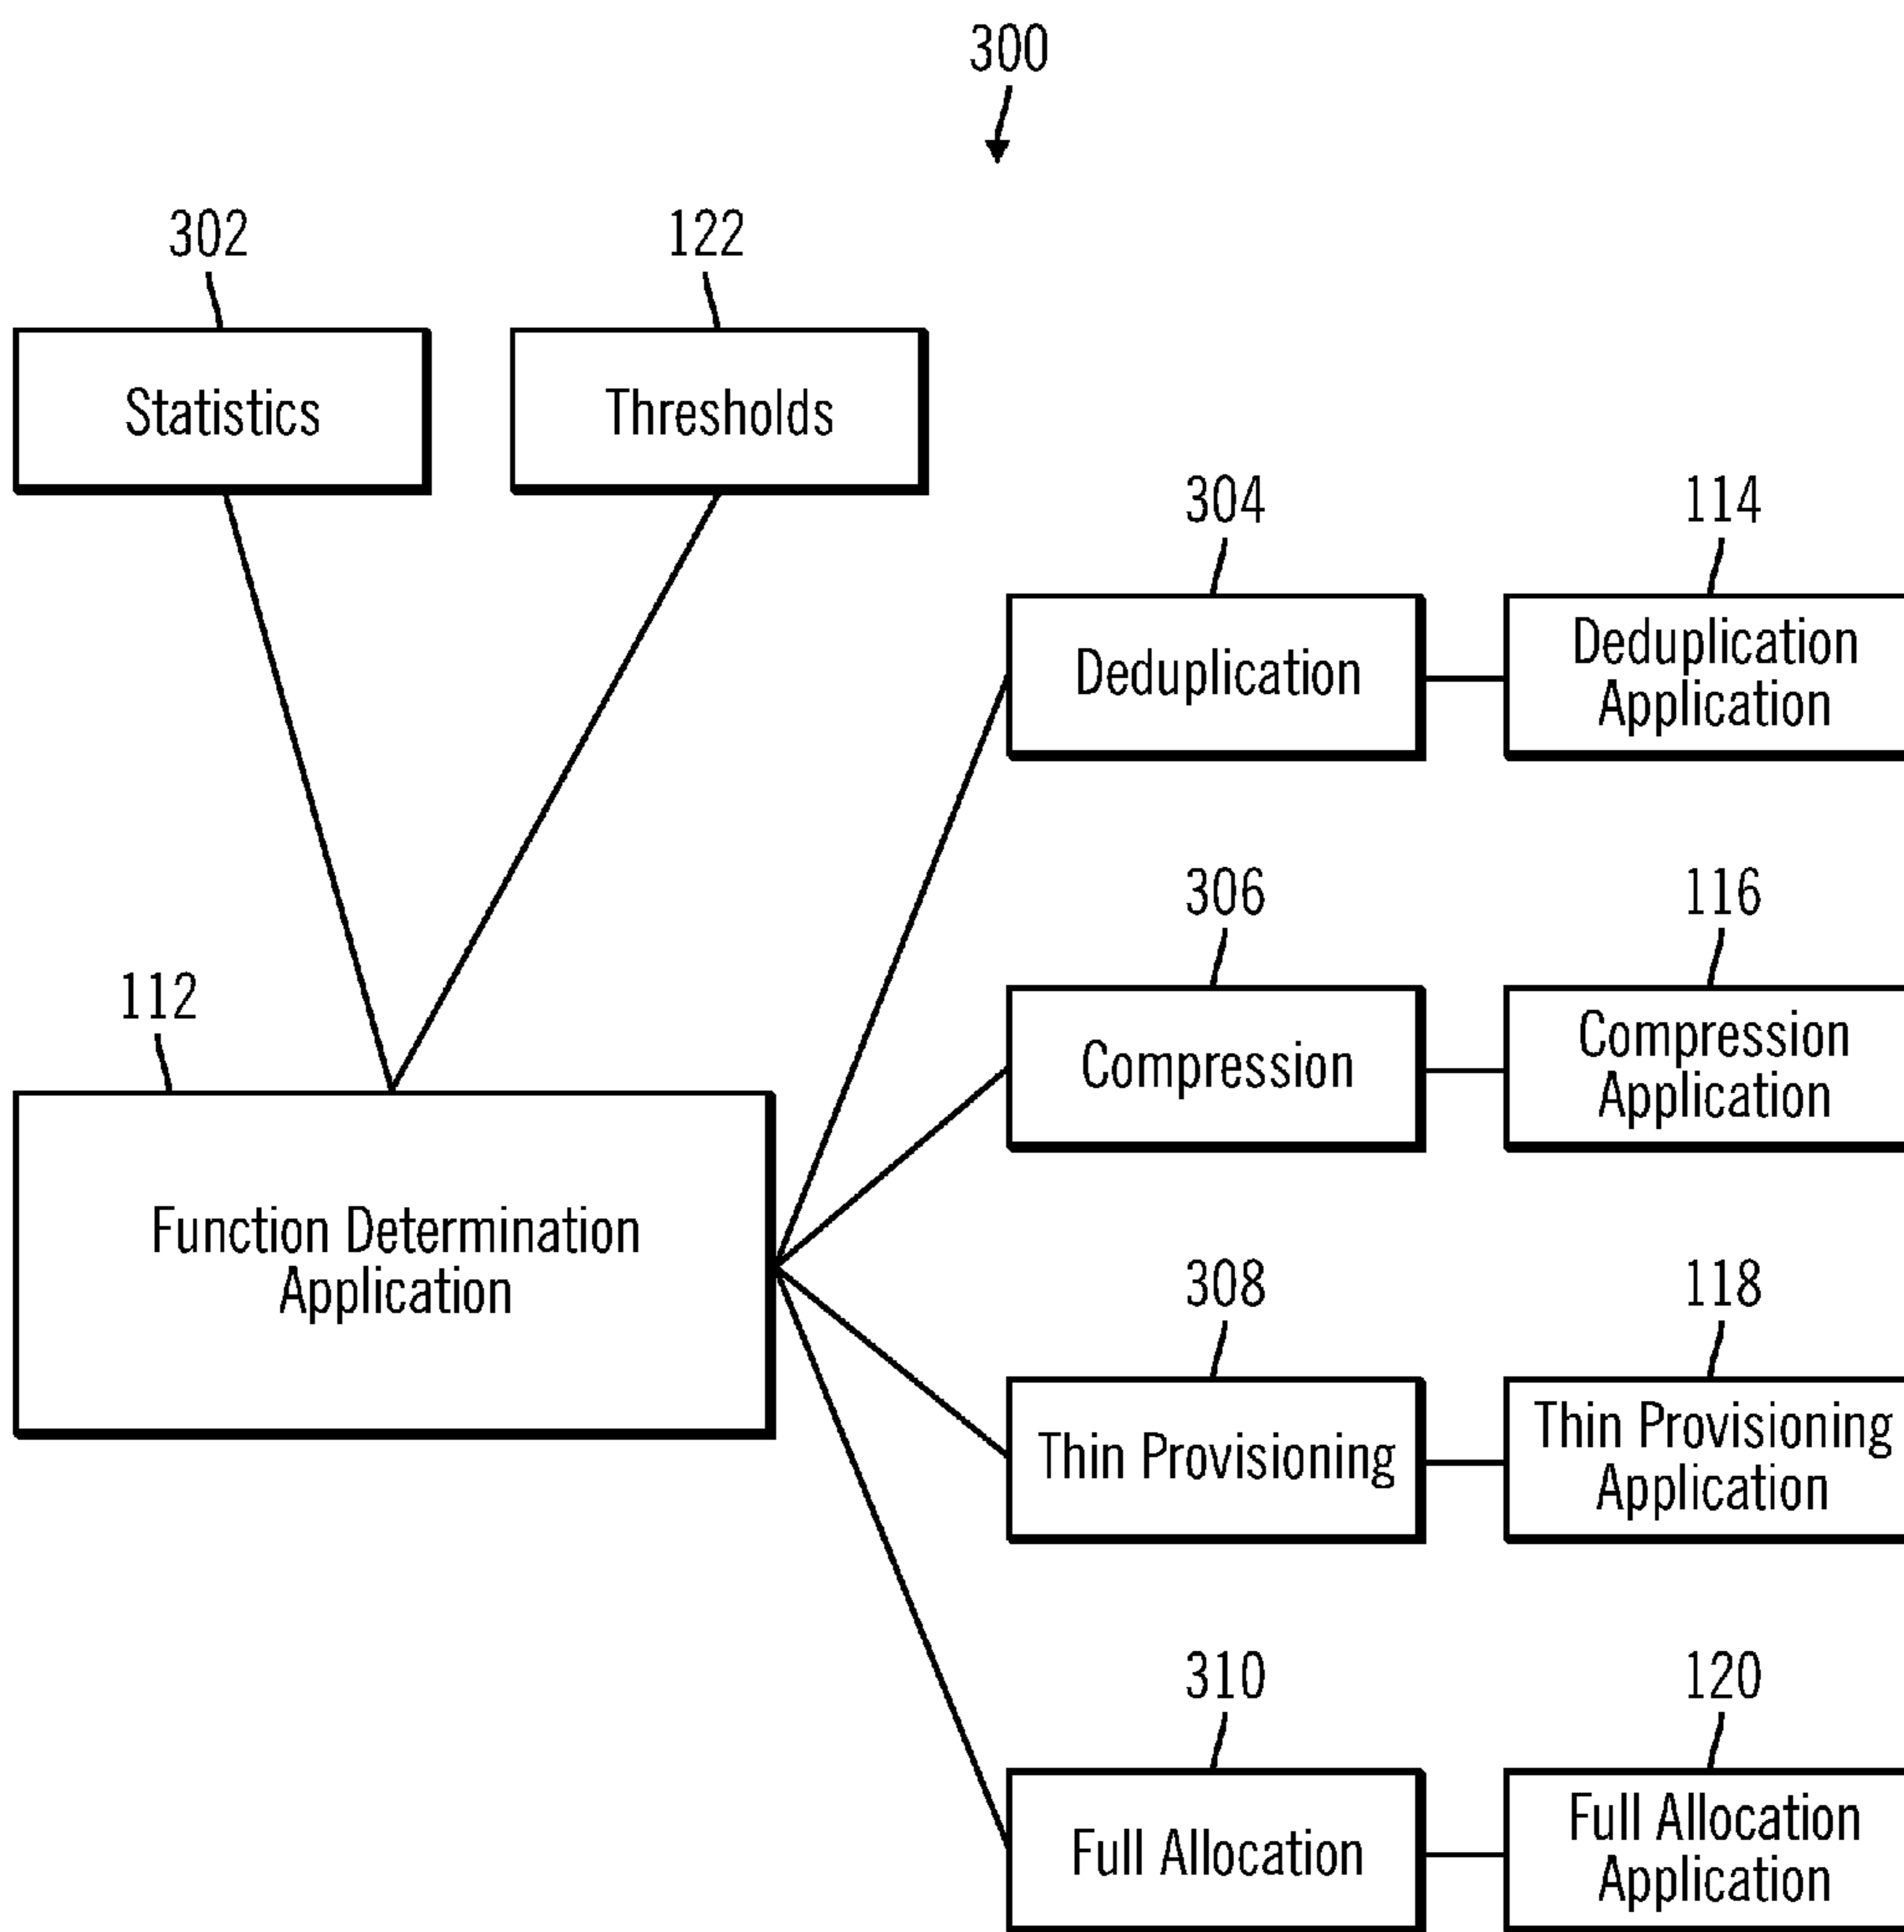 300
302
122
Statistics
Thresholds
304
114
Deduplication
Deduplication
Application
306
116
Compression
Compression
Application
112
Function Determination
Application
308
118
Thin Provisioning
Thin Provisioning
Application
310
120
Full Allocation
Full Allocation
Application